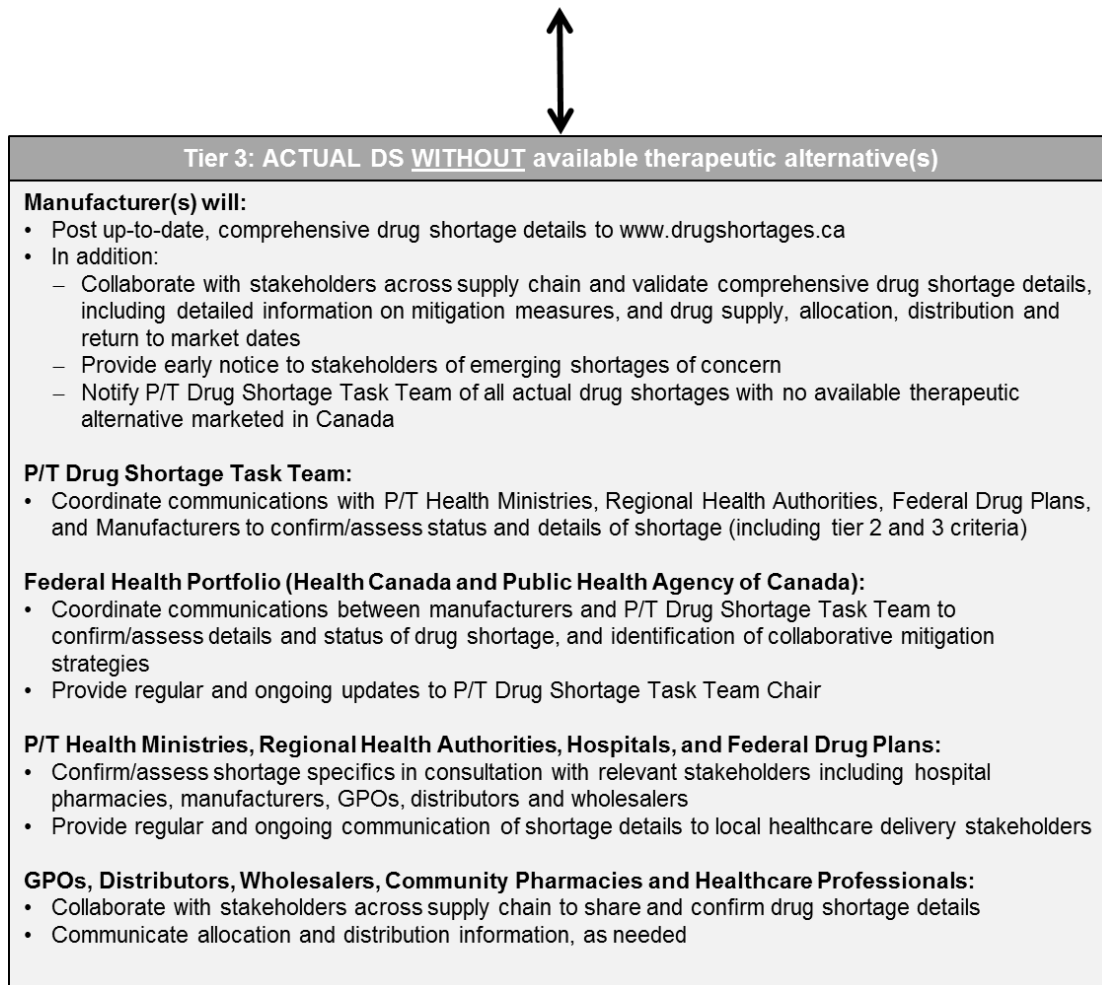 Tier 3: ACTUAL DS WITHOUT available therapeutic alternative(s)
Manufacturer(s) will:
• Post up-to-date, comprehensive drug shortage details to www.drugshortages.ca
• In addition:
– Collaborate with stakeholders across supply chain and validate comprehensive drug shortage details,
including detailed information on mitigation measures, and drug supply, allocation, distribution and
return to market dates
– Provide early notice to stakeholders of emerging shortages of concern
– Notify P/T Drug Shortage Task Team of all actual drug shortages with no available therapeutic
alternative marketed in Canada
P/T Drug Shortage Task Team:
• Coordinate communications with P/T Health Ministries, Regional Health Authorities, Federal Drug Plans,
and Manufacturers to confirm/assess status and details of shortage (including tier 2 and 3 criteria)
Federal Health Portfolio (Health Canada and Public Health Agency of Canada):
• Coordinate communications between manufacturers and P/T Drug Shortage Task Team to
confirm/assess details and status of drug shortage, and identification of collaborative mitigation
strategies
• Provide regular and ongoing updates to P/T Drug Shortage Task Team Chair
P/T Health Ministries, Regional Health Authorities, Hospitals, and Federal Drug Plans:
• Confirm/assess shortage specifics in consultation with relevant stakeholders including hospital
pharmacies, manufacturers, GPOs, distributors and wholesalers
• Provide regular and ongoing communication of shortage details to local healthcare delivery stakeholders
GPOs, Distributors, Wholesalers, Community Pharmacies and Healthcare Professionals:
• Collaborate with stakeholders across supply chain to share and confirm drug shortage details
• Communicate allocation and distribution information, as needed